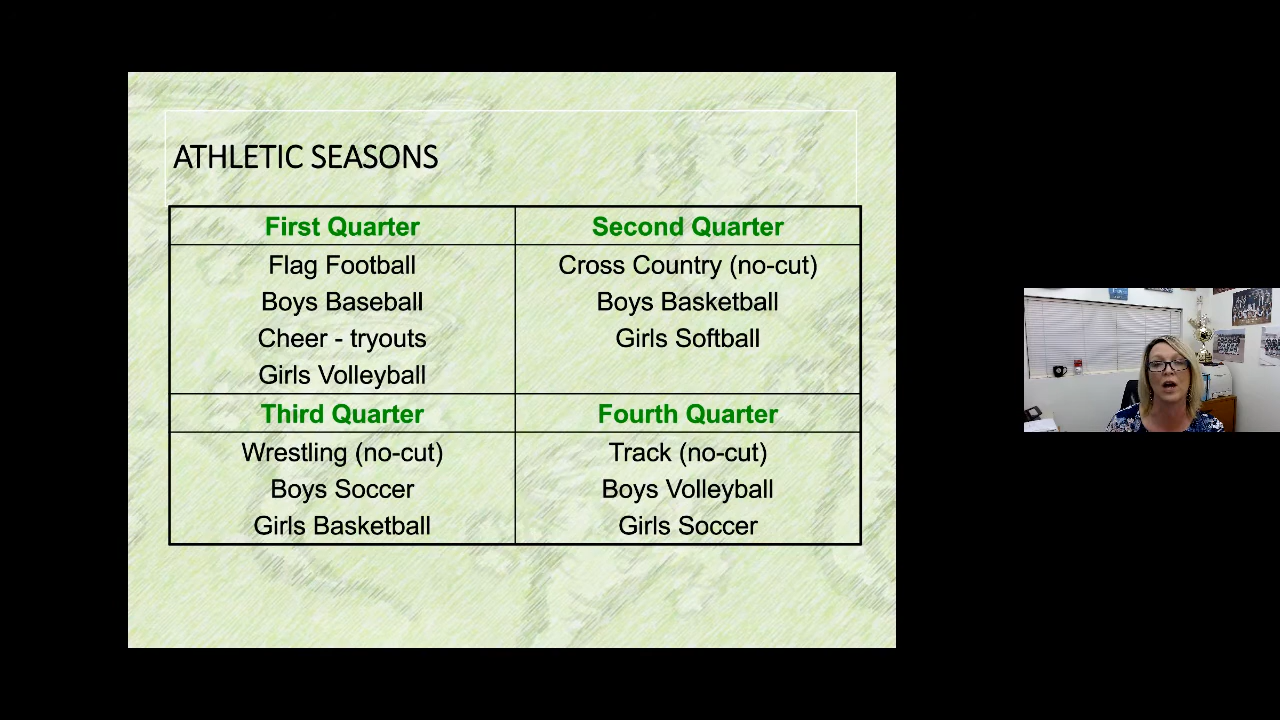 ATHLETIC SEASONS
First Quarter
Flag Football
Boys Baseball
Cheer - tryouts
Girls Volleyball
Second Quarter
Cross Country (no-cut)
Boys Basketball
Girls Softball
Third Quarter
Wrestling (no-cut)
Boys Soccer
Girls Basketball
Fourth Quarter
Track (no-cut)
Boys Volleyball
Girls Soccer